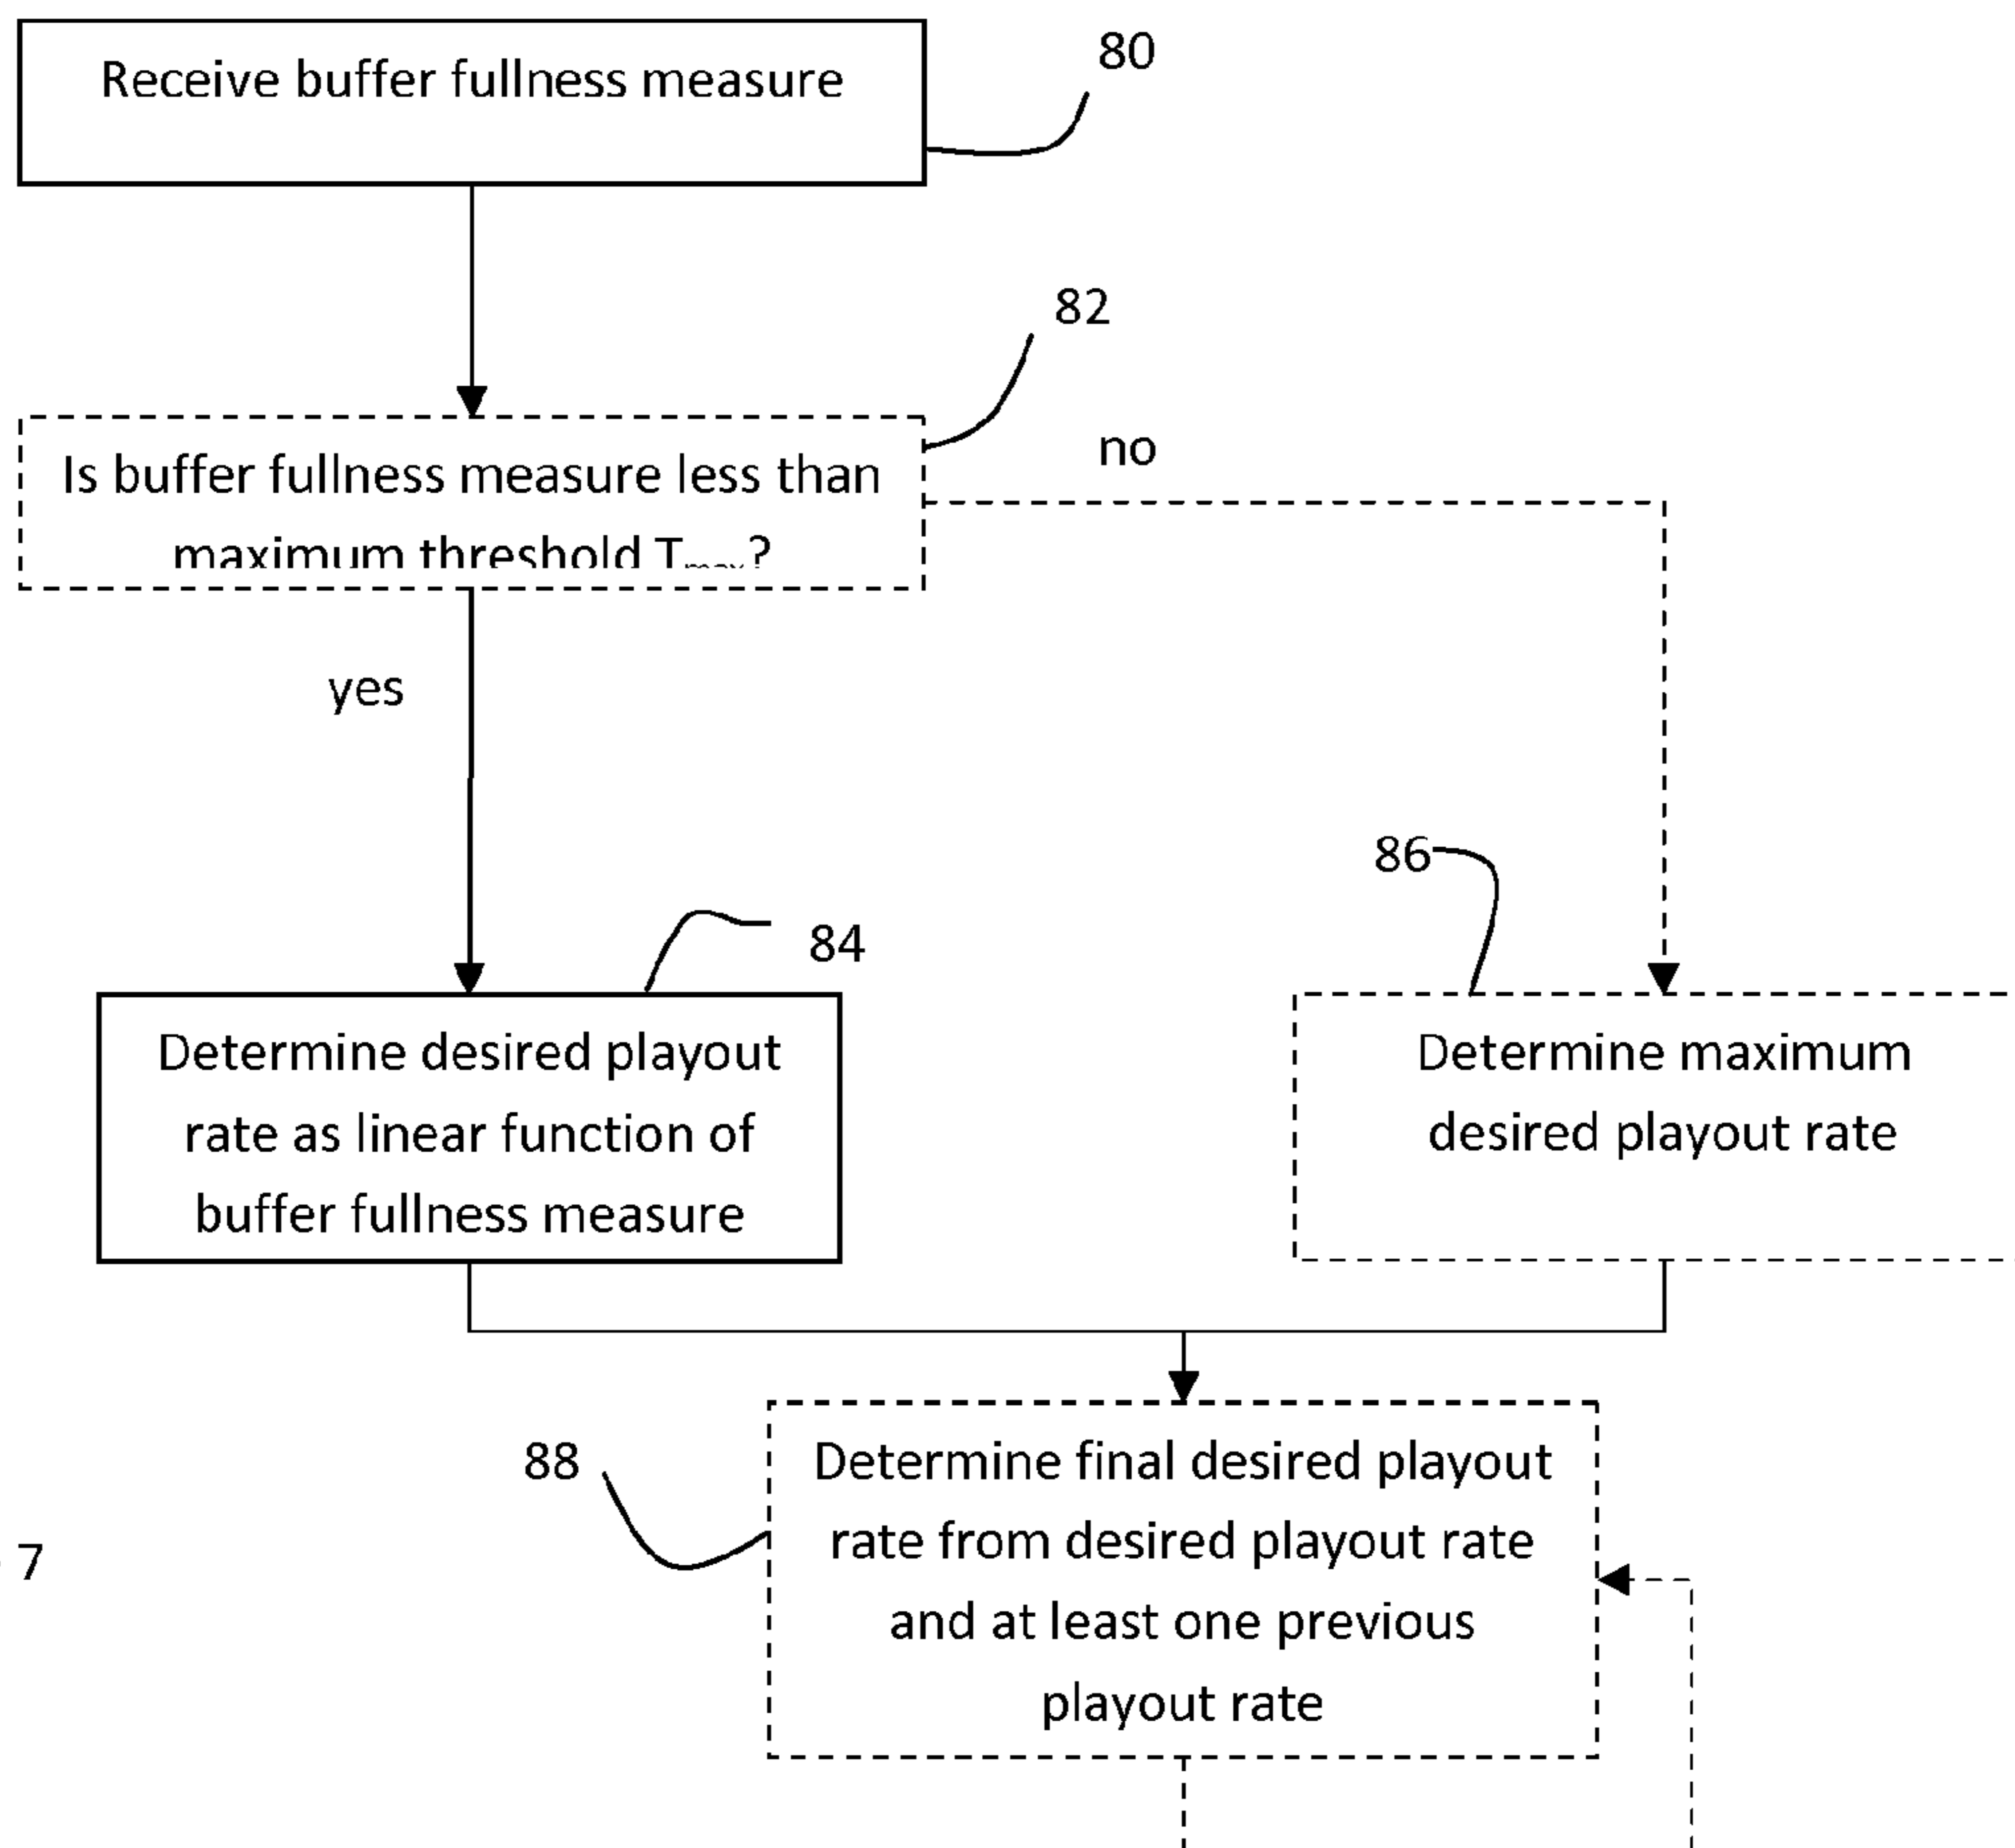 Receive buffer fullness measure
80
82
Is buffer fullness measure less than
maximum threshold Tmax?
no
yes
86
84
Determine desired playout
rate as linear function of
buffer fullness measure
Determine maximum
desired playout rate
88
Determine final desired playout
rate from desired playout rate
and at least one previous
playout rate
7